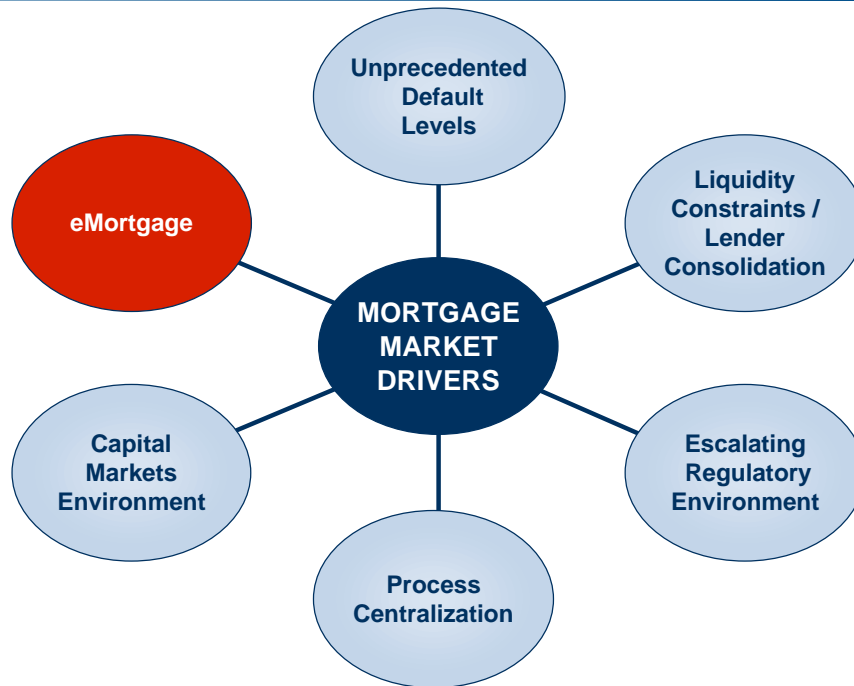 Unprecedented
Default
Levels
Liquidity
Constraints /
Lender
Consolidation
eMortgage
MORTGAGE
MARKET
DRIVERS
Capital
Markets
Environment
Escalating
Regulatory
Environment
Process
Centralization